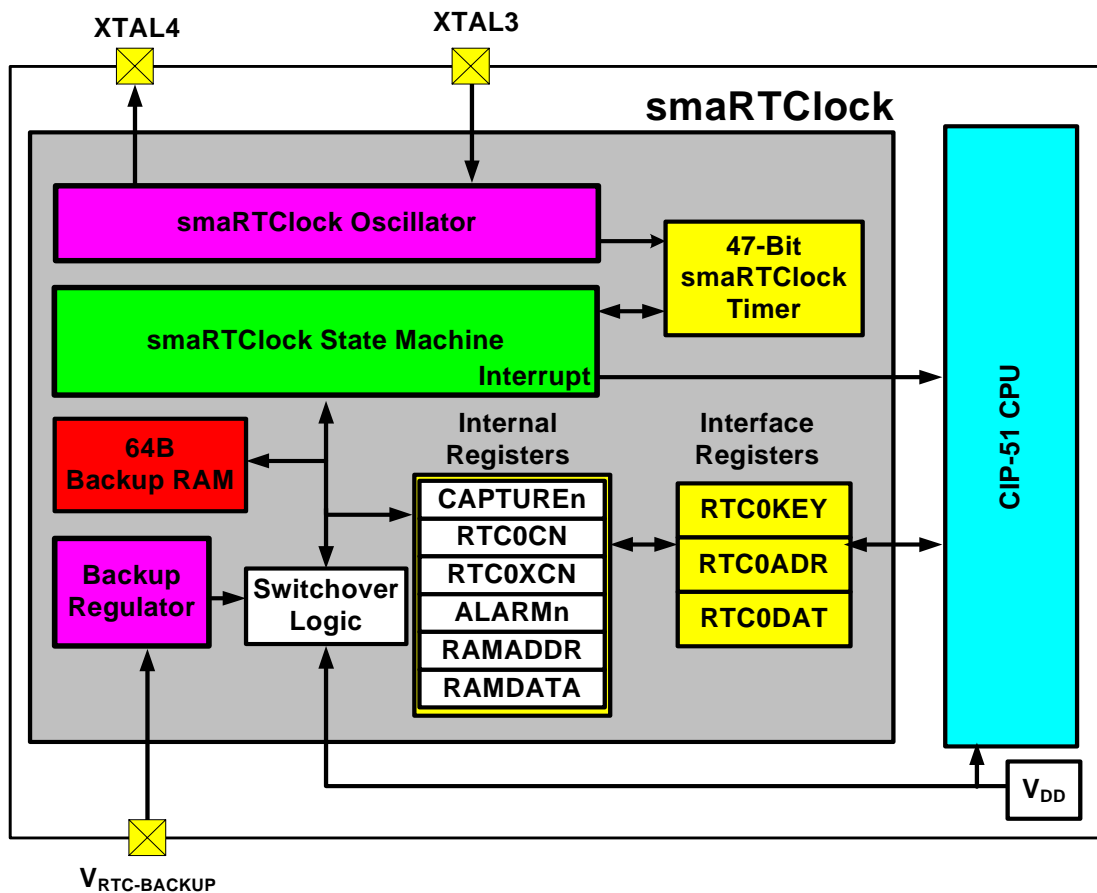 XTAL4
XTAL3
smaRTClock
smaRTClock Oscillator
47-Bit
smaRTClock
Timer
smaRTClock State Machine
Interrupt
CIP-51 CPU
64B
Backup RAM
Internal
Registers
Interface
Registers
CAPTUREn
RTC0CN
RTC0XCN
ALARMn
RAMADDR
RAMDATA
RTC0KEY
RTC0ADR
RTC0DAT
Backup
Regulator
Switchover
Logic
VDD
VRTC-BACKUP